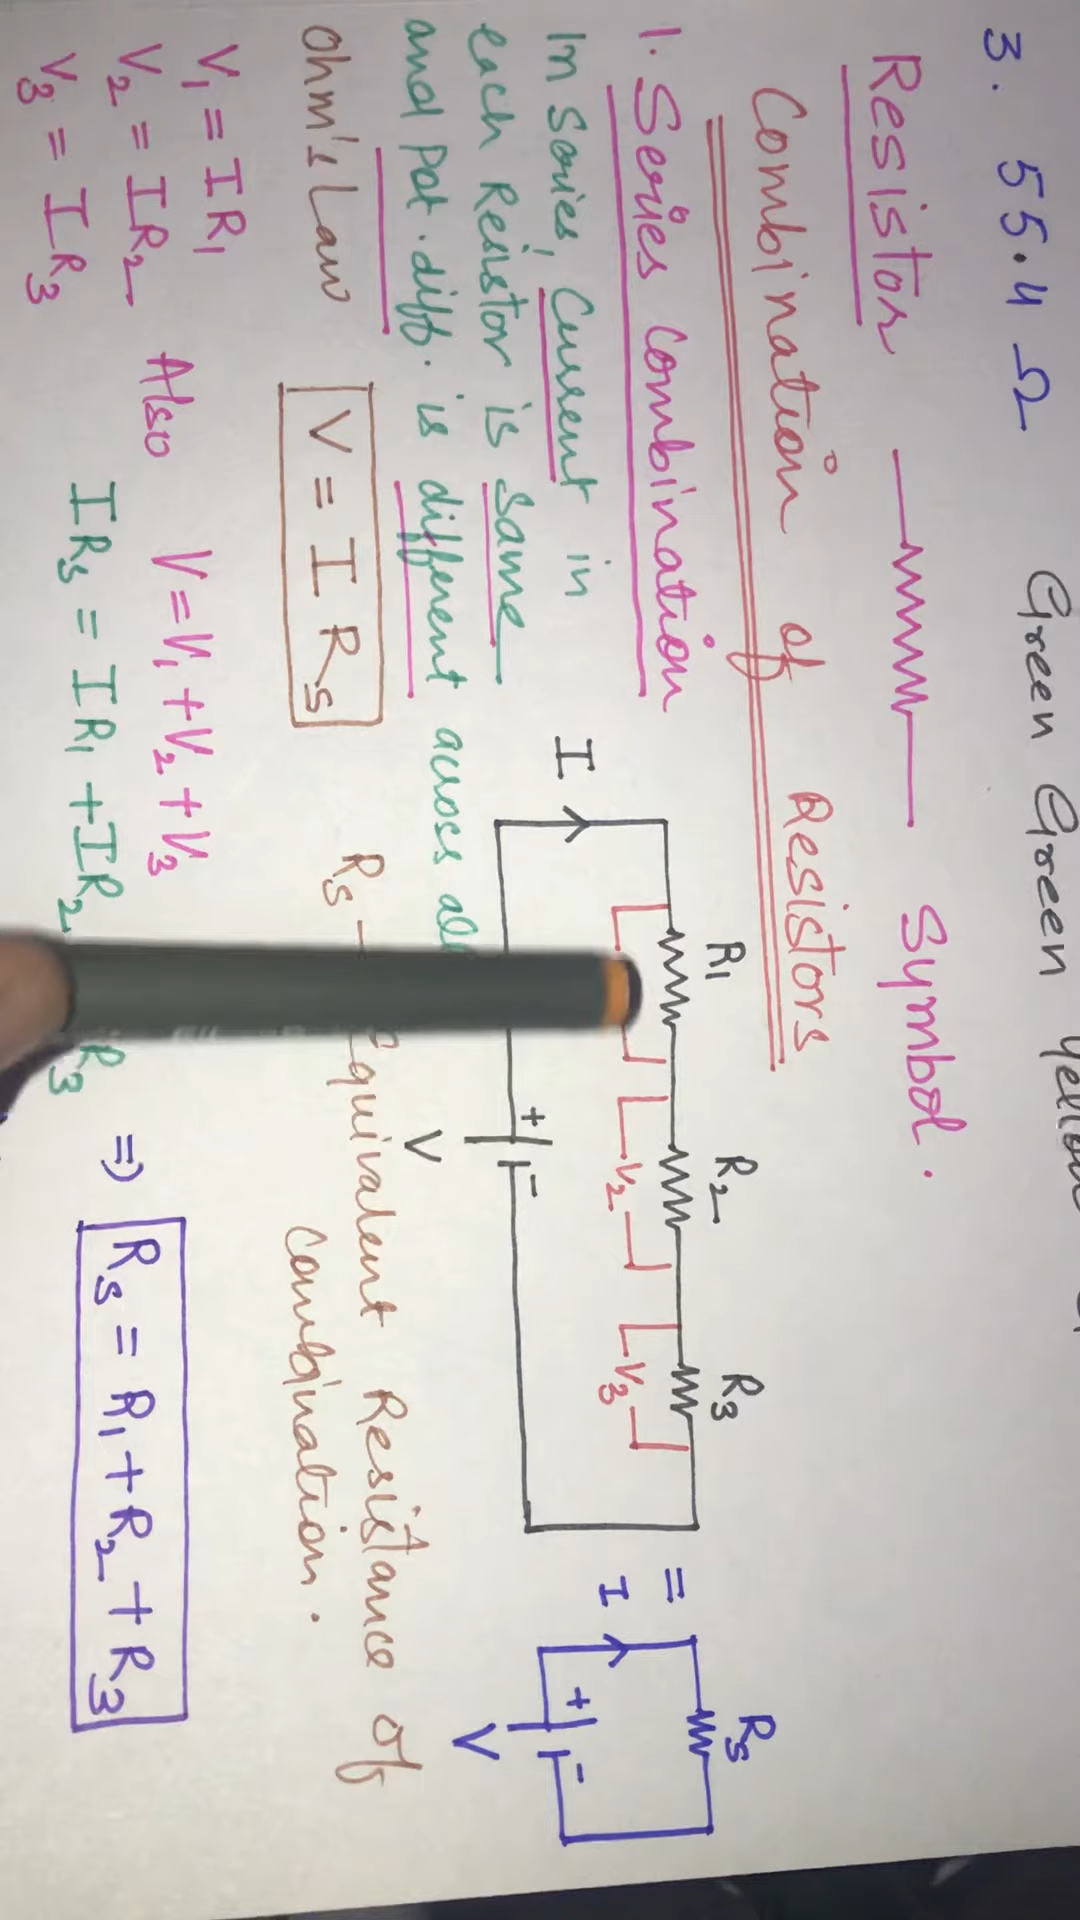 3. 55.4 Ω Green Green Yellow
Resistor Symbol.
Combination of Resistors
1. Series combination
In series, Current in
each Resistor is same
and pot. diff. is different across
I
R1 R2 R3
V2 V3
+ -
V
=
I
Rs
+ -
V
Ohm's Law V = I Rs
Rs Equivalent Resistance of
combination.
V1 = IR1
V2 = IR2 Also V = V1 + V2 + V3
V3 = IR3
IRs = IR1 + IR2 R3 ⇒ Rs = R1 + R2 + R3